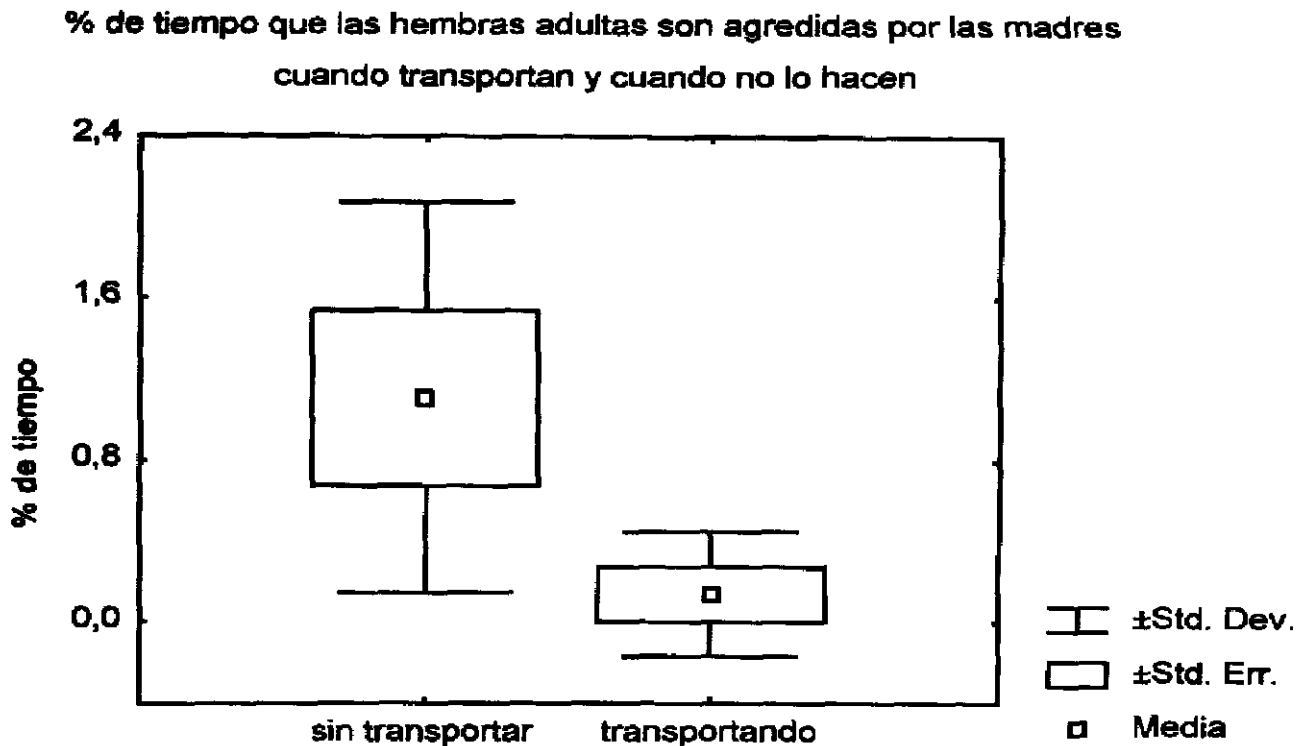 % de tiempo que las hembras adultas son agredidas por las madres
cuando transportan y cuando no lo hacen
2,4
1,6
0,8
0,0
% de tiempo
sin transportar
transportando
±Std. Dev.
±Std. Err.
Media